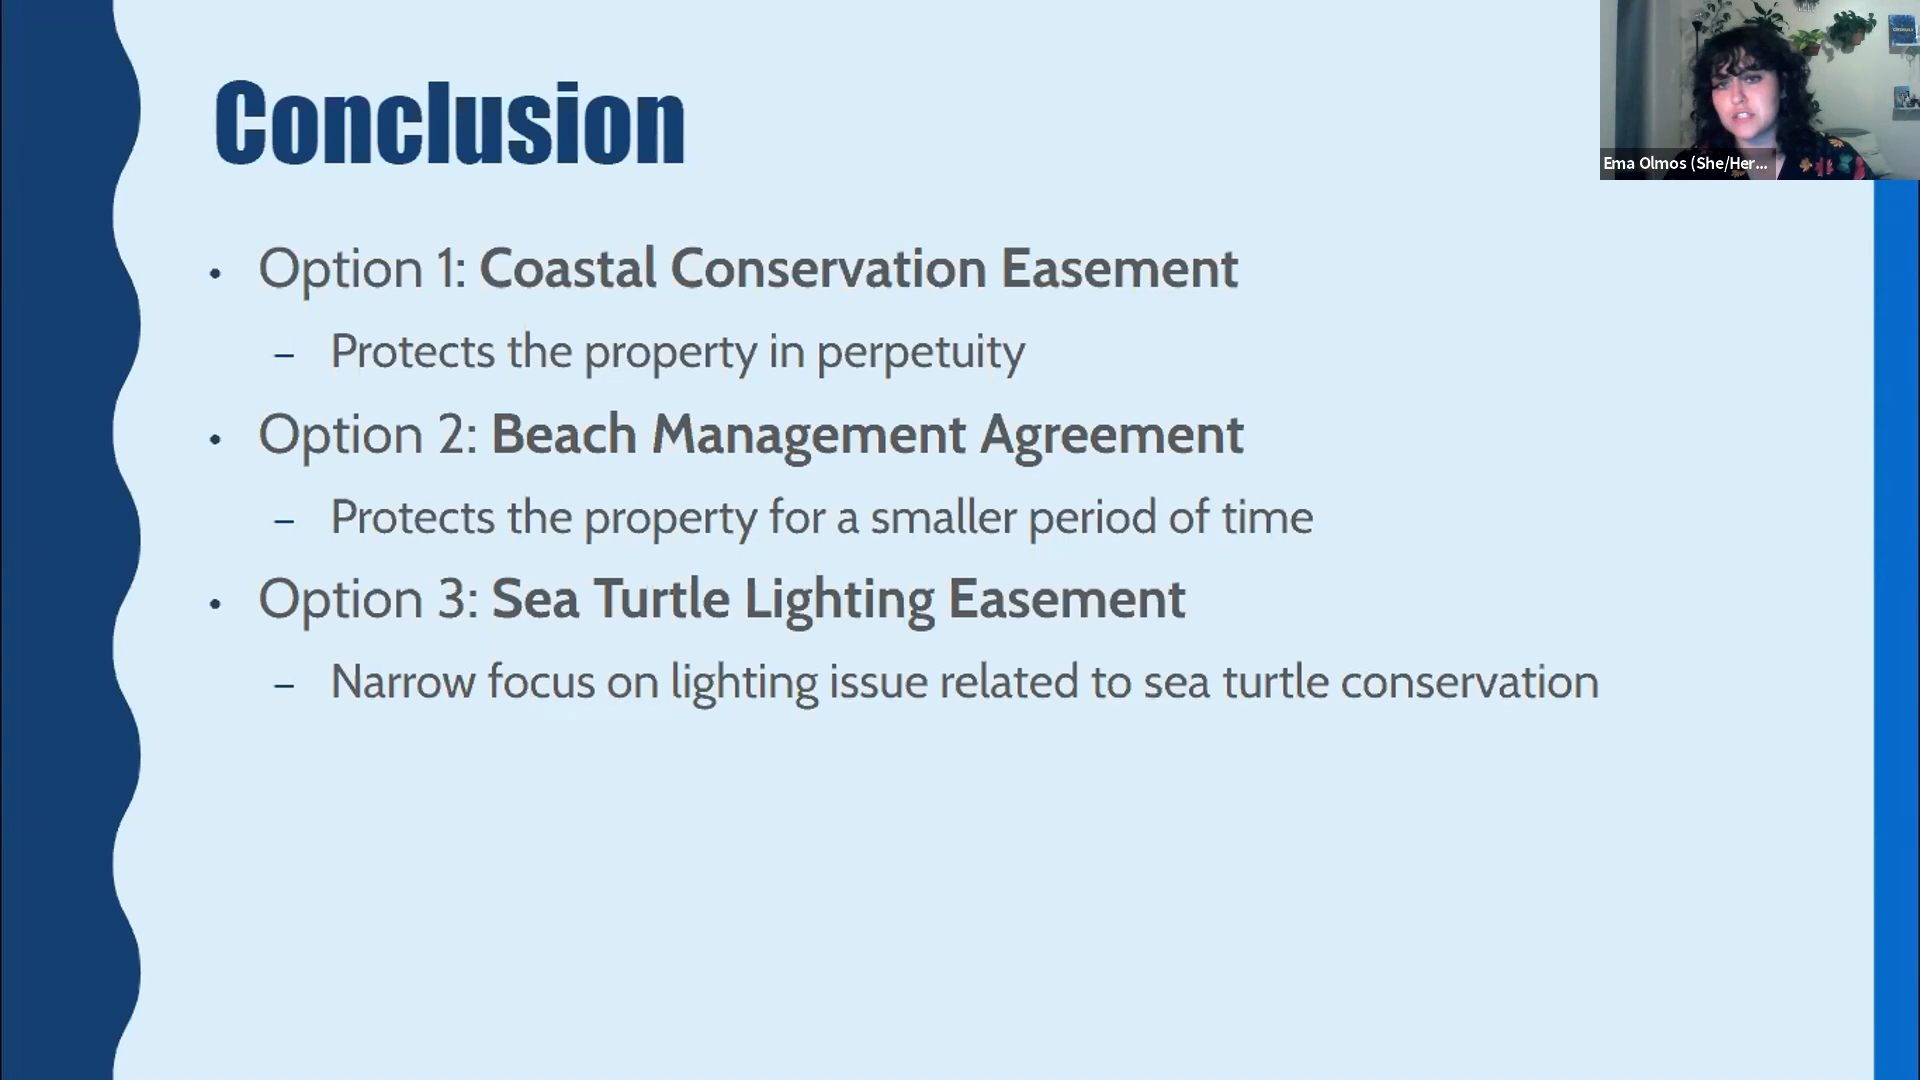 Conclusion
Ema Olmos (She/Her...
• Option 1: Coastal Conservation Easement
– Protects the property in perpetuity
• Option 2: Beach Management Agreement
– Protects the property for a smaller period of time
• Option 3: Sea Turtle Lighting Easement
– Narrow focus on lighting issue related to sea turtle conservation